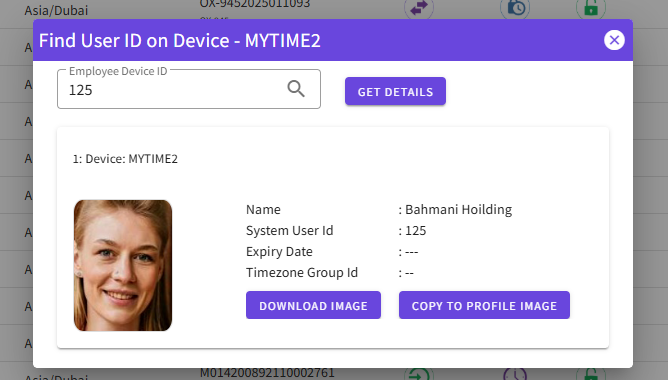 Asia/Dubai
OX-9452025011093
Find User ID on Device - MYTIME2
Employee Device ID
125
GET DETAILS
1: Device: MYTIME2
Name : Bahmani Hoilding
System User Id : 125
Expiry Date : ---
Timezone Group Id : --
DOWNLOAD IMAGE COPY TO PROFILE IMAGE
Asia/Dubai
M014200892110002761